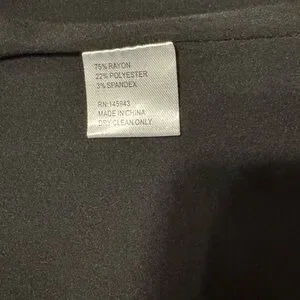 75% RAYON
22% POLYESTER
3% SPANDEX
RN:145943
MADE IN CHINA
DRY CLEAN ONLY